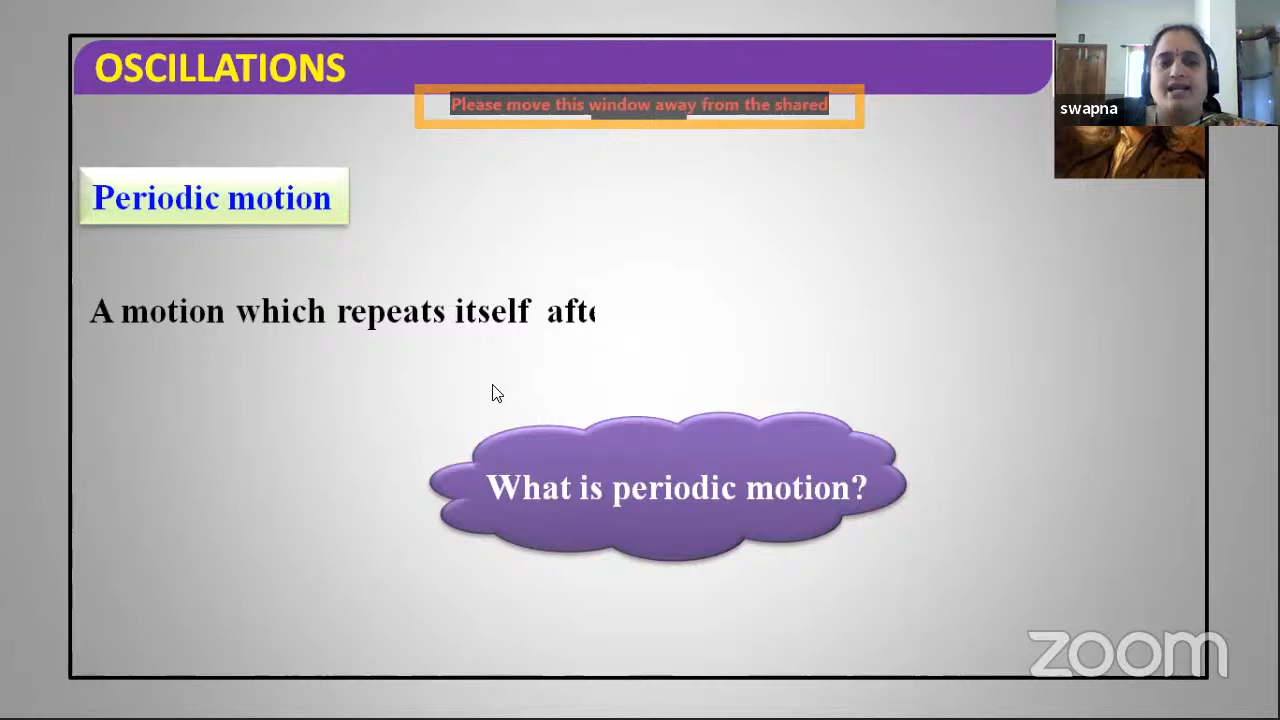 OSCILLATIONS
Please move this window away from the shared
swapna
Periodic motion
A motion which repeats itself afte
What is periodic motion?
zoom